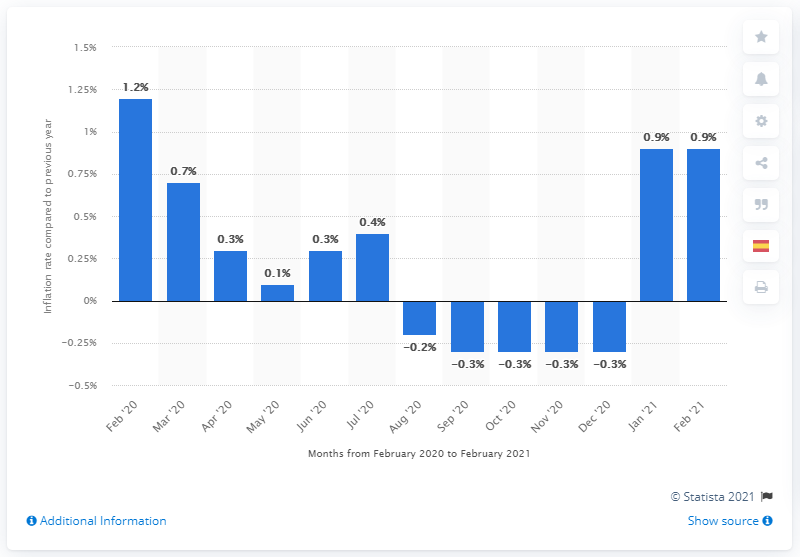 1.5%
1.25%
1%
0.75%
0.5%
0.25%
0%
−0.25%
−0.5%
Inflation rate compared to previous year
1.2%
0.7%
0.3%
0.1%
0.3%
0.4%
−0.2%
−0.3%
−0.3%
−0.3%
−0.3%
0.9%
0.9%
Feb '20
Mar '20
Apr '20
May '20
Jun '20
Jul '20
Aug '20
Sep '20
Oct '20
Nov '20
Dec '20
Jan '21
Feb '21
Months from February 2020 to February 2021
© Statista 2021
Additional Information
Show source